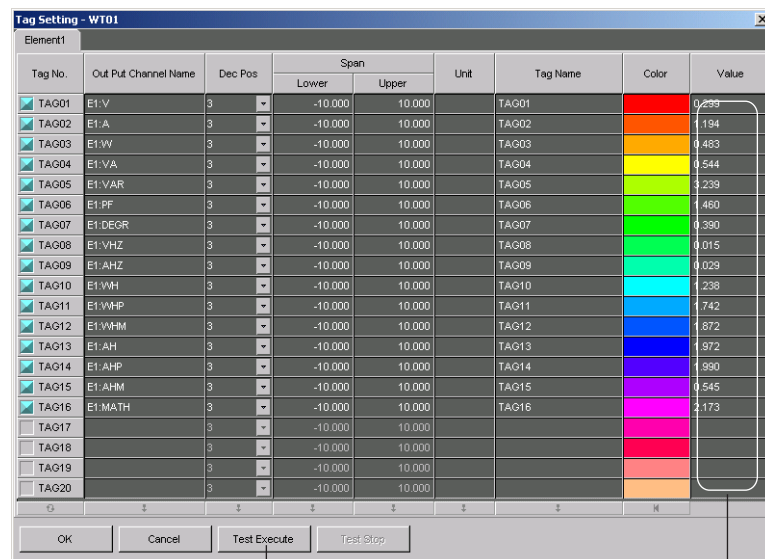 Tag Setting - WT01
Element1
Tag No. Out Put Channel Name Dec Pos Span Unit Tag Name Color Value
Lower Upper
TAG01 E1:V 3 -10.000 10.000 TAG01 0.299
TAG02 E1:A 3 -10.000 10.000 TAG02 1.194
TAG03 E1:W 3 -10.000 10.000 TAG03 0.483
TAG04 E1:VA 3 -10.000 10.000 TAG04 0.544
TAG05 E1:VAR 3 -10.000 10.000 TAG05 3.239
TAG06 E1:PF 3 -10.000 10.000 TAG06 1.460
TAG07 E1:DEGR 3 -10.000 10.000 TAG07 0.390
TAG08 E1:VHZ 3 -10.000 10.000 TAG08 0.015
TAG09 E1:AHZ 3 -10.000 10.000 TAG09 0.029
TAG10 E1:WH 3 -10.000 10.000 TAG10 1.238
TAG11 E1:WHP 3 -10.000 10.000 TAG11 1.742
TAG12 E1:WHM 3 -10.000 10.000 TAG12 1.872
TAG13 E1:AH 3 -10.000 10.000 TAG13 1.972
TAG14 E1:AHP 3 -10.000 10.000 TAG14 1.990
TAG15 E1:AHM 3 -10.000 10.000 TAG15 0.545
TAG16 E1:MATH 3 -10.000 10.000 TAG16 2.173
TAG17 3 -10.000 10.000
TAG18 3 -10.000 10.000
TAG19 3 -10.000 10.000
TAG20 3 -10.000 10.000
OK Cancel Test Execute Test Stop